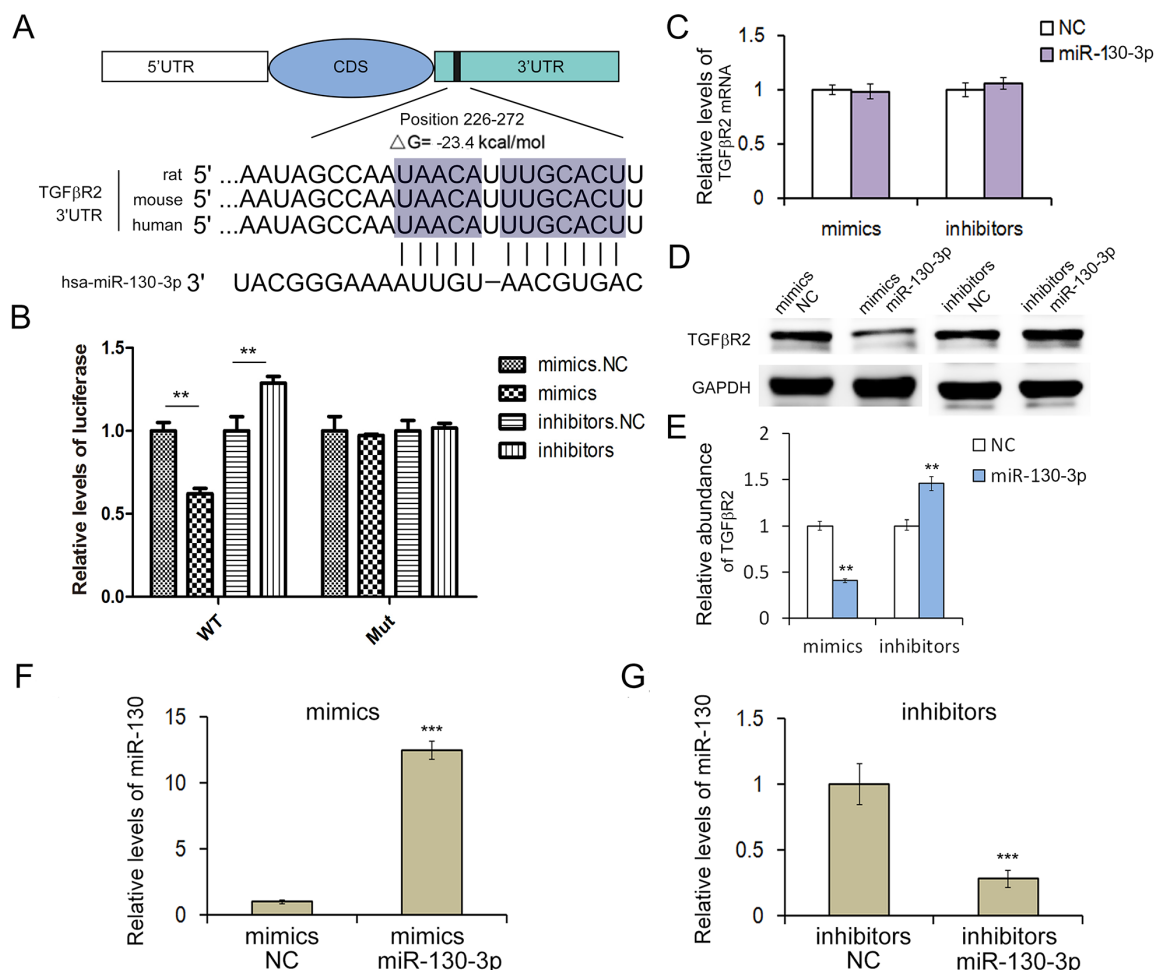 A
5'UTR
CDS
3'UTR
Position 226-272
△G= -23.4 kcal/mol
TGFβR2
3'UTR
rat 5' ...AAUAGCCAAUAACAUUUGCACUU
mouse 5' ...AAUAGCCAAUAACAUUUGCACUU
human 5' ...AAUAGCCAAUAACAUUUGCACUU
hsa-miR-130-3p 3' UACGGGAAAAUUGU–AACGUGAC
B
Relative levels of luciferase
1.5
1.0
0.5
0.0
**
**
WT
Mut
mimics.NC
mimics
inhibitors.NC
inhibitors
C
Relative levels of
TGFβR2 mRNA
1.5
1
0.5
0
NC
miR-130-3p
mimics
inhibitors
D
mimics
NC
mimics
miR-130-3p
inhibitors
NC
inhibitors
miR-130-3p
TGFβR2
GAPDH
E
Relative abundance
of TGFβR2
2
1.5
1
0.5
0
**
**
NC
miR-130-3p
mimics
inhibitors
F
mimics
Relative levels of miR-130
15
10
5
0
***
mimics
NC
mimics
miR-130-3p
G
inhibitors
Relative levels of miR-130
1.5
1
0.5
0
***
inhibitors
NC
inhibitors
miR-130-3p